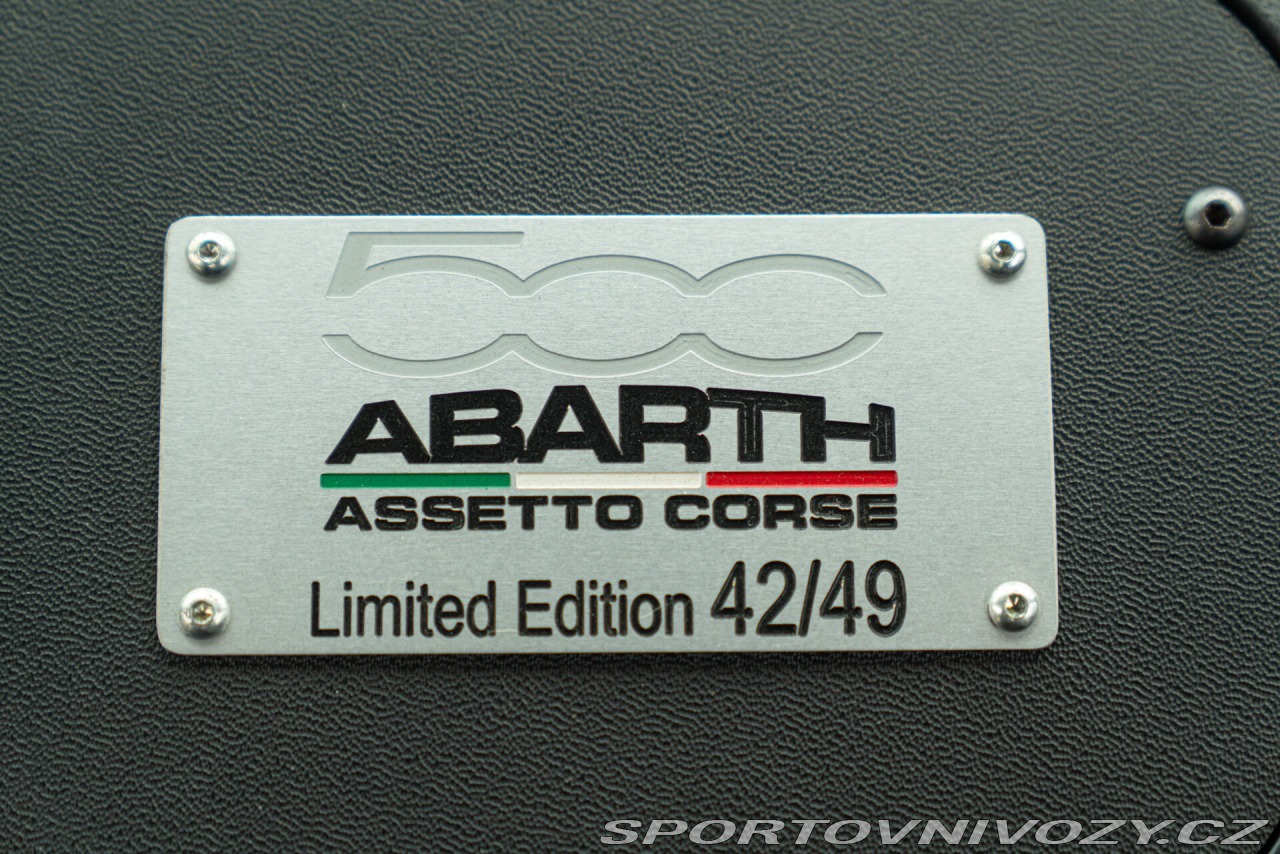 500
ABARTH
ASSETTO CORSE
Limited Edition 42/49
SPORTOVNIVOZY.CZ